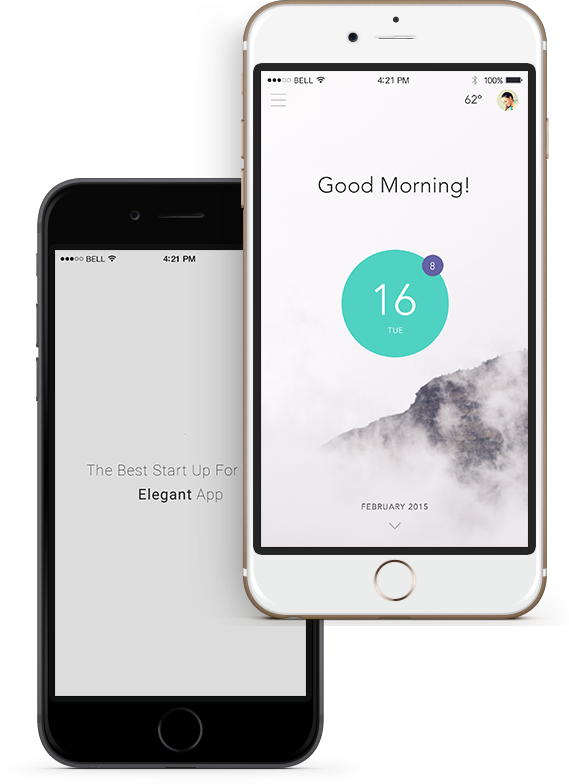 BELL
4:21 PM
100%
62°
Good Morning!
8
16
TUE
FEBRUARY 2015
BELL
4:21 PM
The Best Start Up For
Elegant App